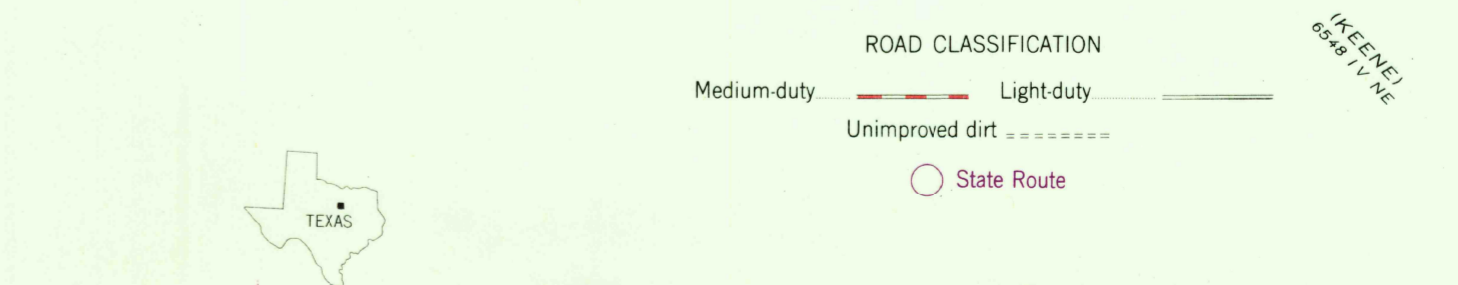 ROAD CLASSIFICATION
Medium-duty Light-duty
Unimproved dirt
State Route
TEXAS
(KEENE)
6548 IV NE